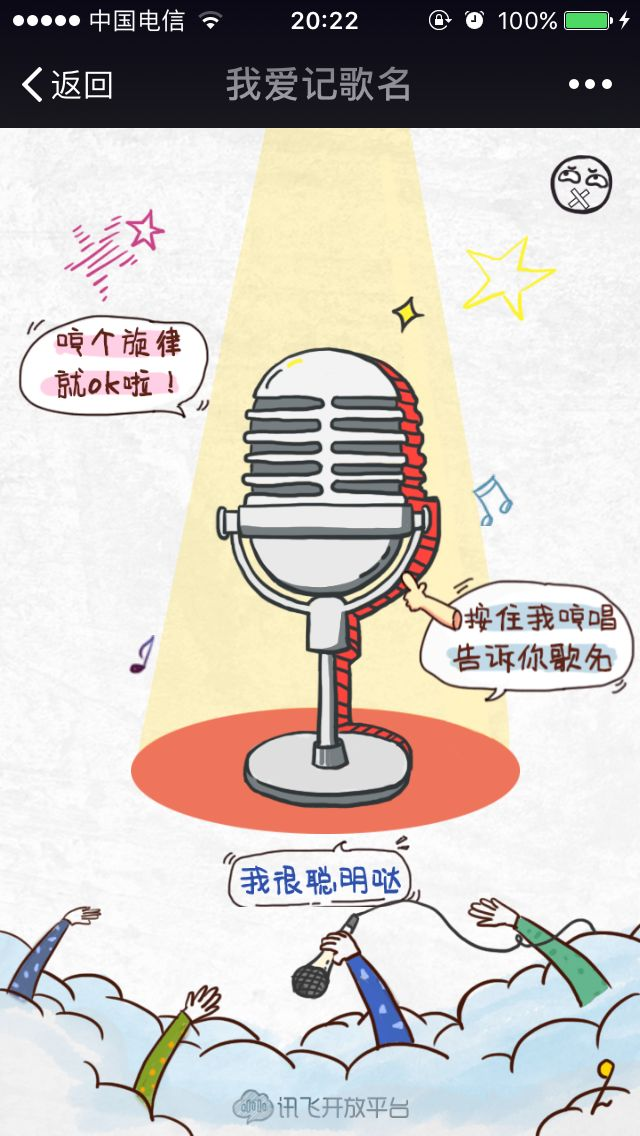 中国电信
20:22
100%
返回
我爱记歌名
哼个旋律
就ok啦！
按住我哼唱
告诉你歌名
我很聪明哒
讯飞开放平台